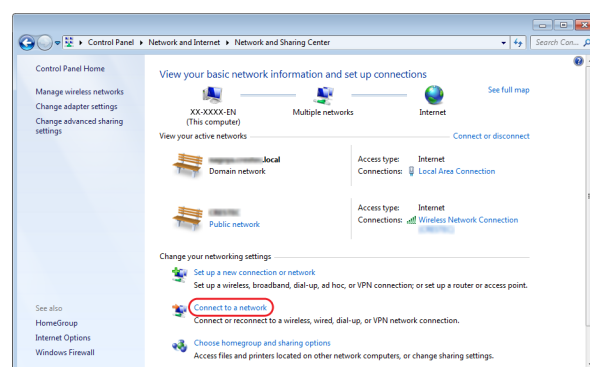 Control Panel ▸ Network and Internet ▸ Network and Sharing Center
Search Con...
Control Panel Home
Manage wireless networks
Change adapter settings
Change advanced sharing
settings
View your basic network information and set up connections
See full map
XX-XXXX-EN
(This computer)
Multiple networks
Internet
View your active networks
Connect or disconnect
.local
Domain network
Access type: Internet
Connections: Local Area Connection
Public network
Access type: Internet
Connections: Wireless Network Connection
Change your networking settings
Set up a new connection or network
Set up a wireless, broadband, dial-up, ad hoc, or VPN connection; or set up a router or access point.
Connect to a network
Connect or reconnect to a wireless, wired, dial-up, or VPN network connection.
Choose homegroup and sharing options
Access files and printers located on other network computers, or change sharing settings.
See also
HomeGroup
Internet Options
Windows Firewall